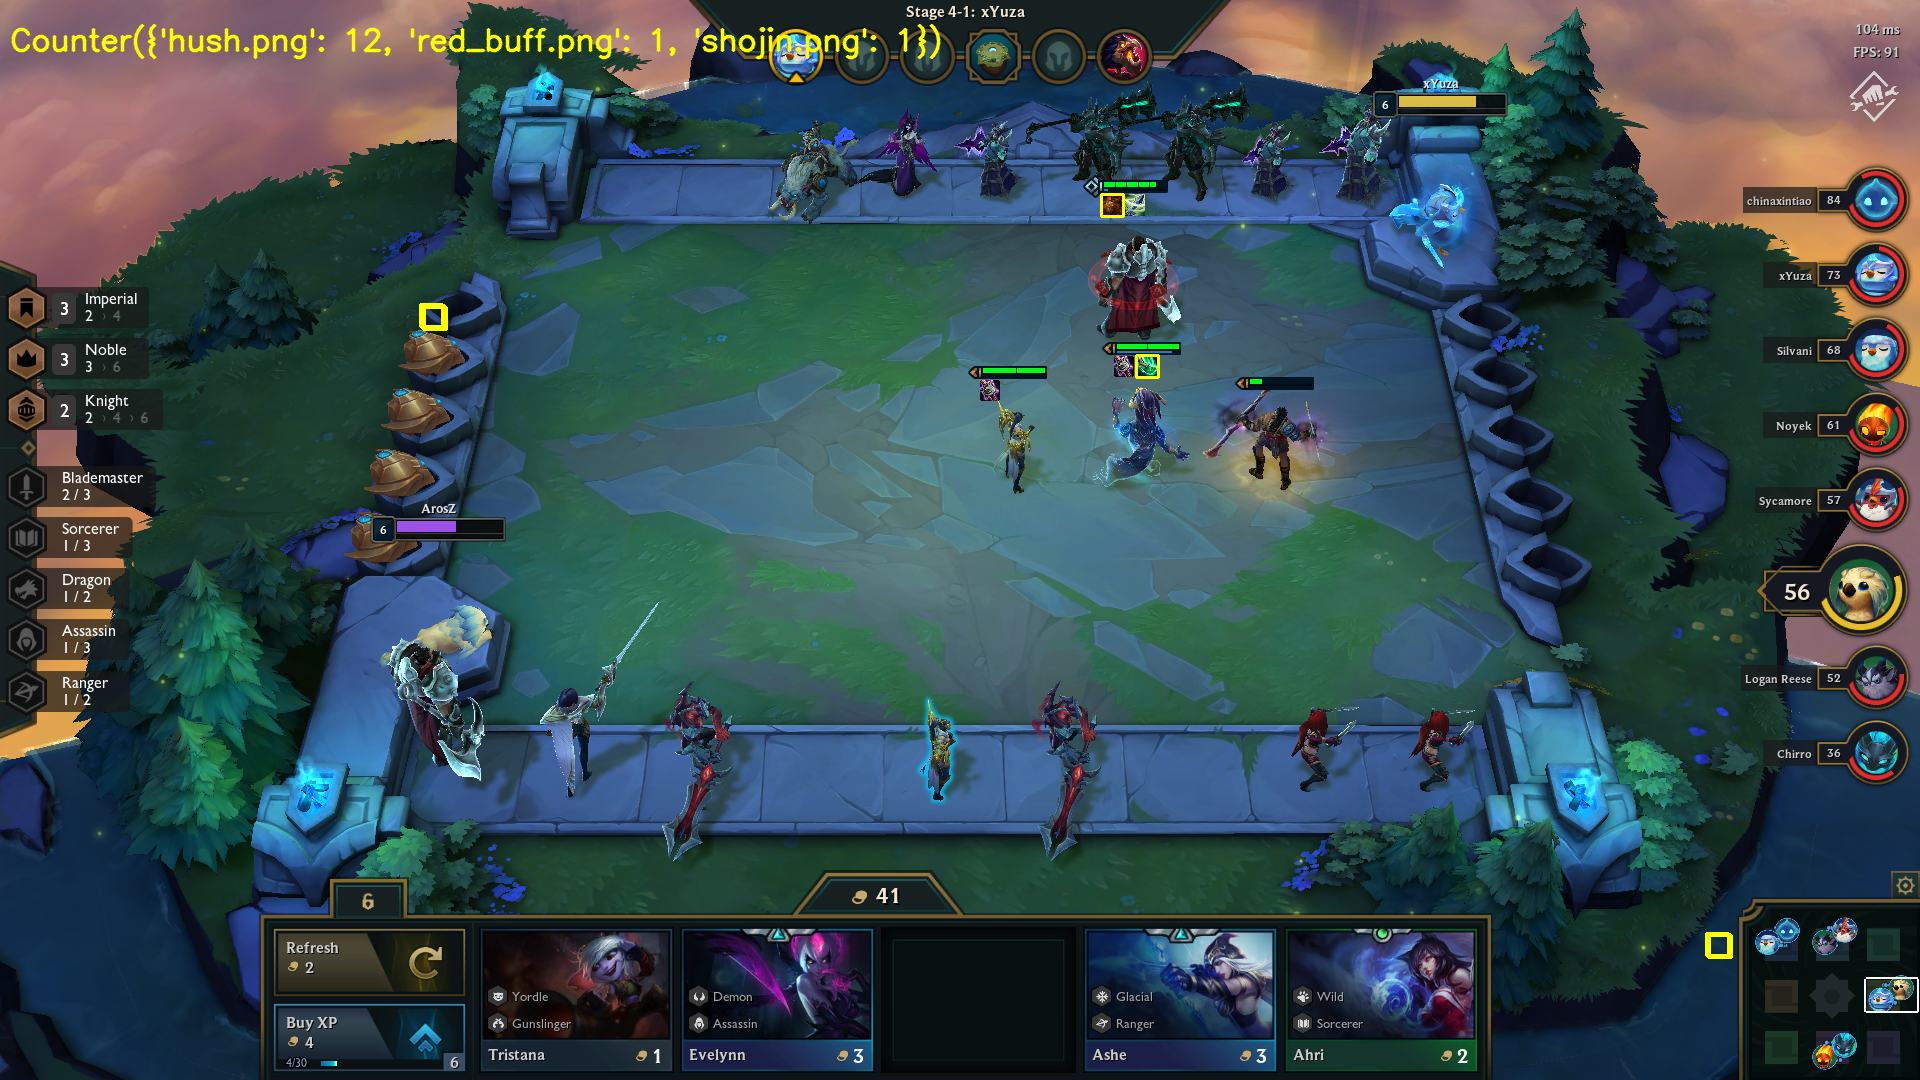 Stage 4-1: xYuza
Counter({'hush.png': 12, 'red_buff.png': 1, 'shojin.png': 1})
104 ms
FPS: 91
xYuza
6
chinaxintiao 84
xYuza 73
Silvani 68
Noyek 61
Sycamore 57
56
Logan Reese 52
Chirro 36
3 Imperial
2 › 4
3 Noble
3 › 6
2 Knight
2 › 4 › 6
Blademaster
2 / 3
Sorcerer
1 / 3
Dragon
1 / 2
Assassin
1 / 3
Ranger
1 / 2
ArosZ
6
6
41
Refresh
2
Buy XP
4
4/30
6
Yordle
Gunslinger
Tristana 1
Demon
Assassin
Evelynn 3
Glacial
Ranger
Ashe 3
Wild
Sorcerer
Ahri 2